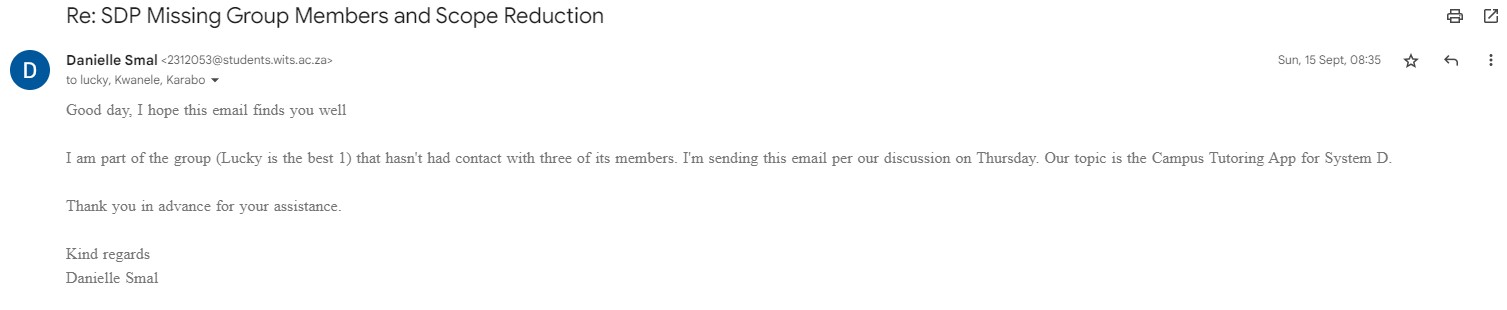 Re: SDP Missing Group Members and Scope Reduction
D
Danielle Smal <2312053@students.wits.ac.za>
Sun, 15 Sept, 08:35
to lucky, Kwanele, Karabo
Good day, I hope this email finds you well
I am part of the group (Lucky is the best 1) that hasn't had contact with three of its members. I'm sending this email per our discussion on Thursday. Our topic is the Campus Tutoring App for System D.
Thank you in advance for your assistance.
Kind regards
Danielle Smal